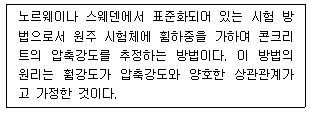 노르웨이나 스웨덴에서 표준화되어 있는 시험 방
법으로서 원주 시험체에 휨하중을 가하며 콘크리
트의 압축강도를 추정하는 방법이다. 이 방법의
원리는 휨강도가 압축강도와 양호한 상관관계가
고 가정한 것이다.